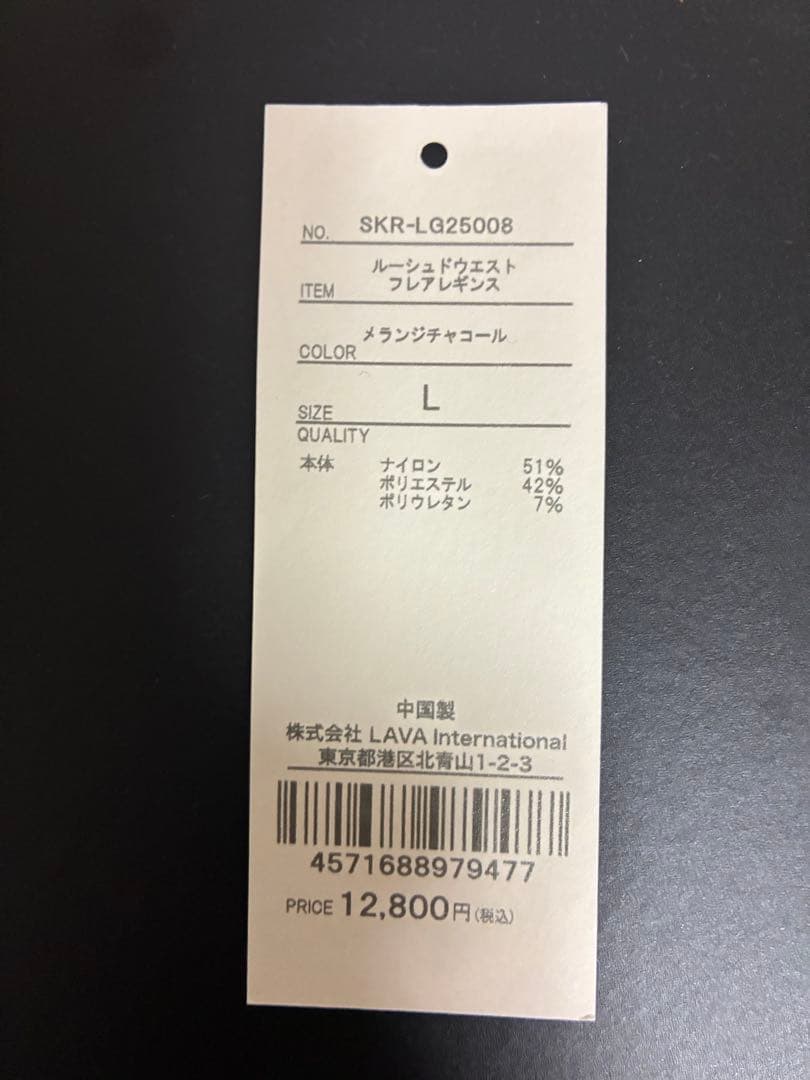 NO. SKR-LG25008
ITEM ルーシュドウエスト
フレアレギンス
COLOR メランジチャコール
SIZE L
QUALITY
本体 ナイロン 51%
ポリエステル 42%
ポリウレタン 7%
中国製
株式会社 LAVA International
東京都港区北青山1-2-3
4571688979477
PRICE 12,800円(税込)